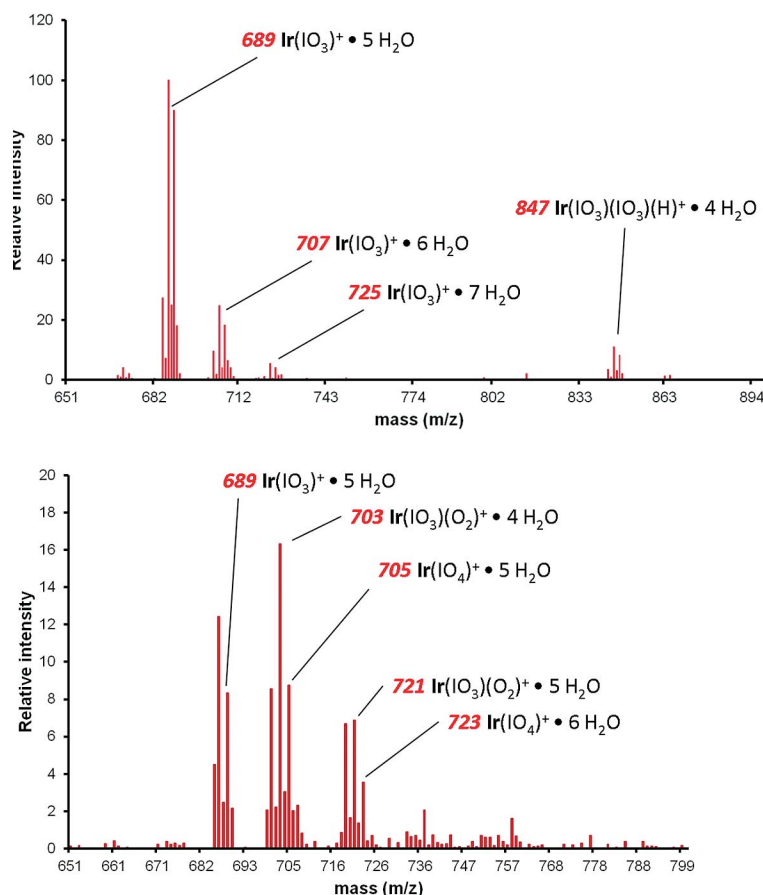 120
100
80
60
40
20
0
Relative intensity
689 Ir(IO₃)⁺ • 5 H₂O
707 Ir(IO₃)⁺ • 6 H₂O
725 Ir(IO₃)⁺ • 7 H₂O
847 Ir(IO₃)(IO₃)(H)⁺ • 4 H₂O
651 682 712 743 774 802 833 863 894
mass (m/z)
20
18
16
14
12
10
8
6
4
2
0
Relative intensity
689 Ir(IO₃)⁺ • 5 H₂O
703 Ir(IO₃)(O₂)⁺ • 4 H₂O
705 Ir(IO₄)⁺ • 5 H₂O
721 Ir(IO₃)(O₂)⁺ • 5 H₂O
723 Ir(IO₄)⁺ • 6 H₂O
651 661 671 682 692 705 715 726 736 747 757 768 778 788 799
mass (m/z)